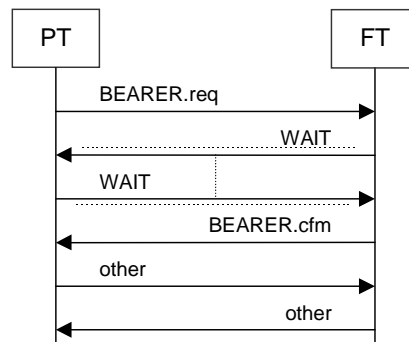 PT FT
BEARER.req
WAIT
WAIT
BEARER.cfm
other
other